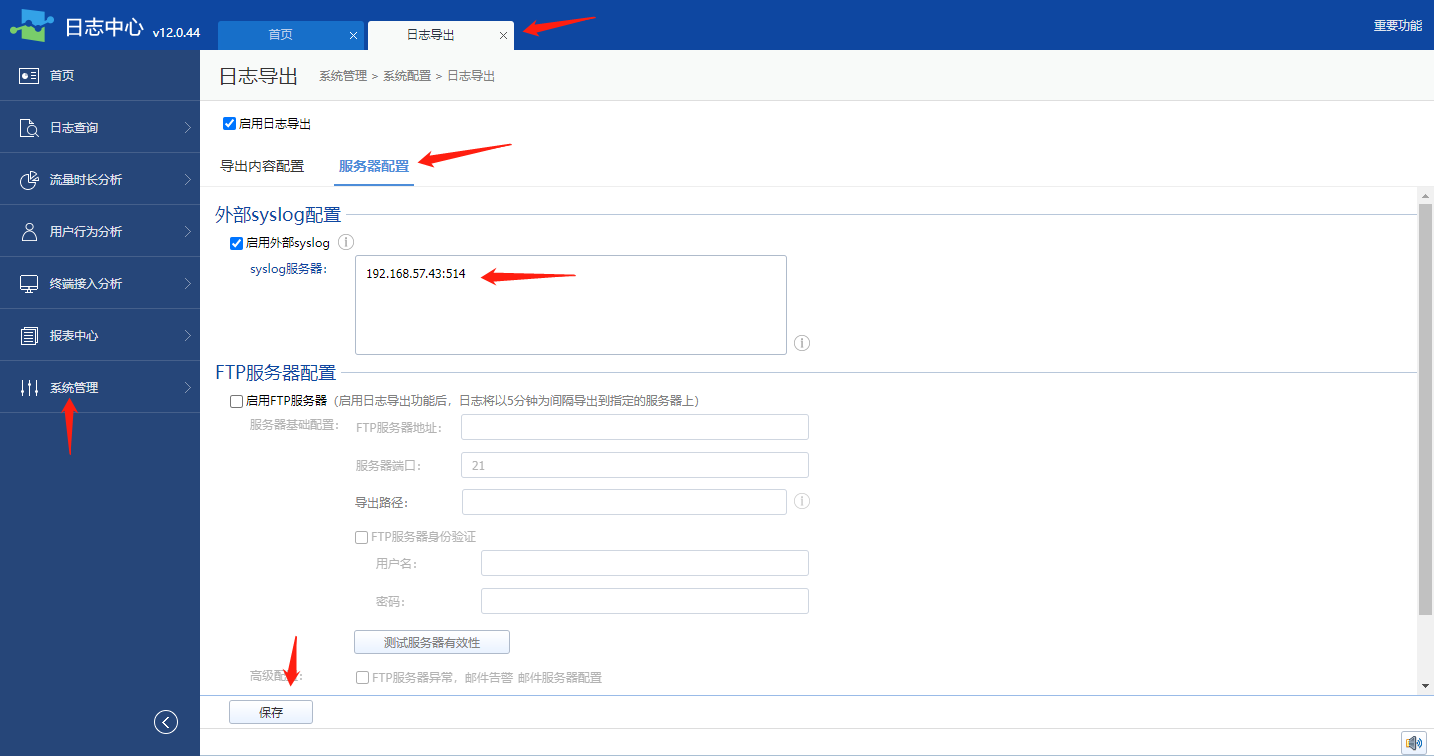 日志中心 v12.0.44
首页
日志导出
重要功能
首页
日志查询
流量时长分析
用户行为分析
终端接入分析
报表中心
系统管理
日志导出 系统管理 > 系统配置 > 日志导出
启用日志导出
导出内容配置 服务器配置
外部syslog配置
启用外部syslog
syslog服务器:
192.168.57.43:514
FTP服务器配置
启用FTP服务器 (启用日志导出功能后, 日志将以5分钟为间隔导出到指定的服务器上)
服务器基础配置: FTP服务器地址:
服务器端口: 21
导出路径:
FTP服务器身份验证
用户名:
密码:
测试服务器有效性
高级配置: FTP服务器异常, 邮件告警 邮件服务器配置
保存